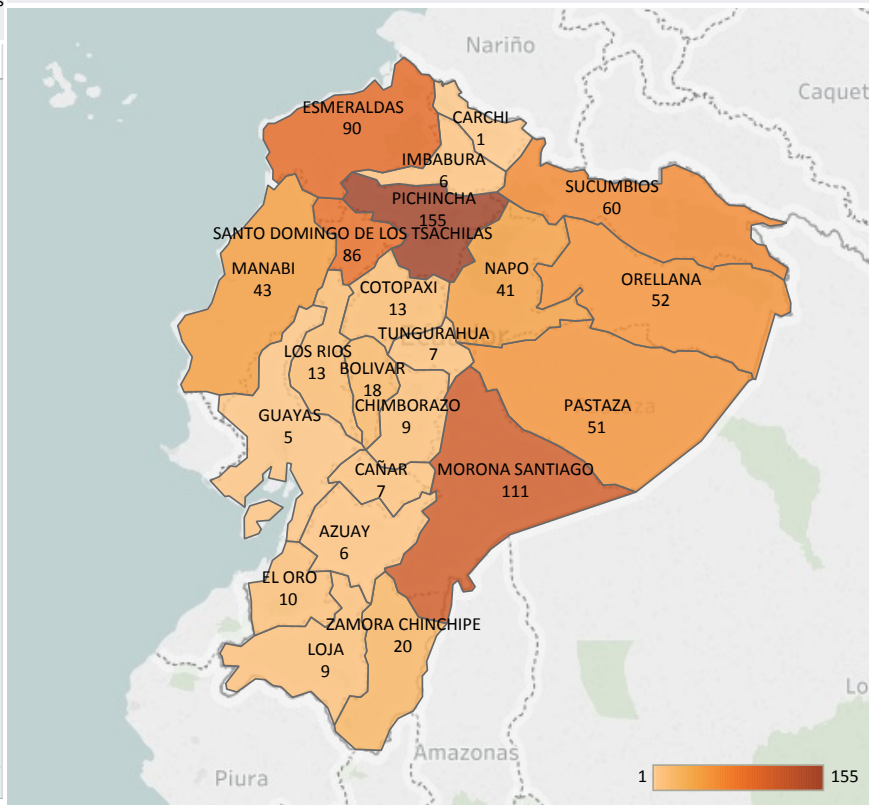 Nariño
Caquet
ESMERALDAS
90
CARCHI
1
IMBABURA
6
SUCUMBIOS
60
PICHINCHA
155
SANTO DOMINGO DE LOS TSACHILAS
86
MANABI
43
NAPO
41
ORELLANA
52
COTOPAXI
13
TUNGURAHUA
7
LOS RIOS
13
BOLIVAR
18
CHIMBORAZO
9
GUAYAS
5
PASTAZA
51
CAÑAR
7
MORONA SANTIAGO
111
AZUAY
6
EL ORO
10
ZAMORA CHINCHIPE
20
LOJA
9
Lo
Amazonas
Piura
1
155